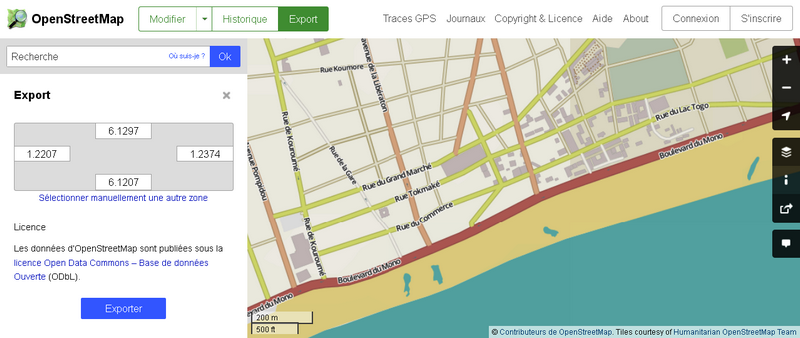 OpenStreetMap
Modifier
Historique
Export
Traces GPS
Journaux
Copyright & Licence
Aide
About
Connexion
S'inscrire
Recherche
Où suis-je ?
Ok
Export
×
6.1297
1.2207
1.2374
6.1207
Sélectionner manuellement une autre zone
Licence
Les données d'OpenStreetMap sont publiées sous la
licence Open Data Commons – Base de données
Ouverte (ODbL).
Exporter
Rue Koumore
Avenue de la Libération
Rue de Kouroumé
Rue de la Gare
Avenue Pompidou
Rue du Grand Marché
Rue Tokmaké
Rue du Commerce
Rue de Kouroumé
Rue du Lac Togo
Boulevard du Mono
Boulevard du Mono
Boulevard du Mono
200 m
500 ft
© Contributeurs de OpenStreetMap. Tiles courtesy of Humanitarian OpenStreetMap Team